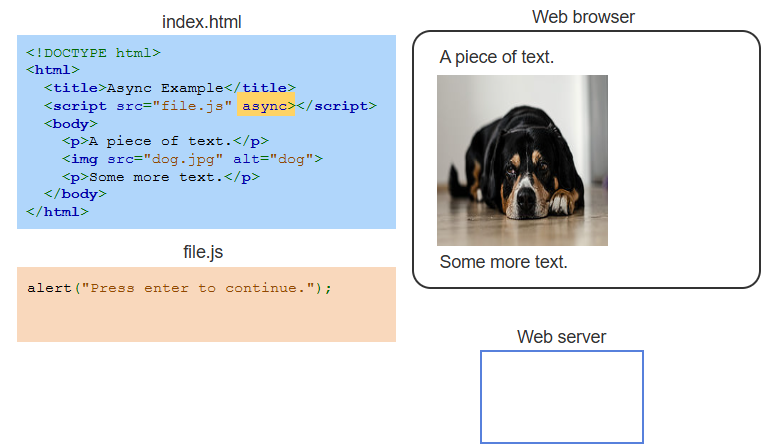 index.html
<!DOCTYPE html>
<html>
  <title>Async Example</title>
  <script src="file.js" async></script>
  <body>
    <p>A piece of text.</p>
    <img src="dog.jpg" alt="dog">
    <p>Some more text.</p>
  </body>
</html>
file.js
alert("Press enter to continue.");
Web browser
A piece of text.
Some more text.
Web server